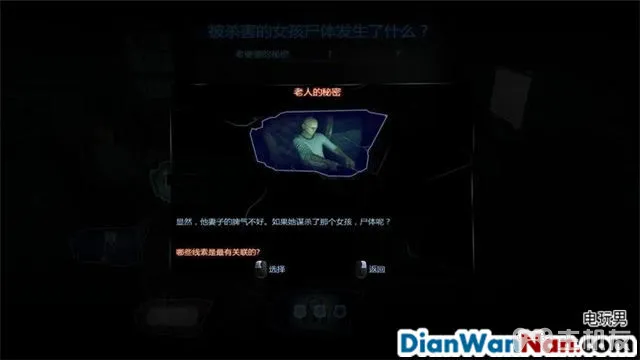 被杀害的女孩尸体发生了什么？
老人的秘密
显然，他妻子的脾气不好。如果她谋杀了那个女孩，尸体呢？
哪些线索是最有关联的?
选择 返回
电玩男
DianWanNan.com